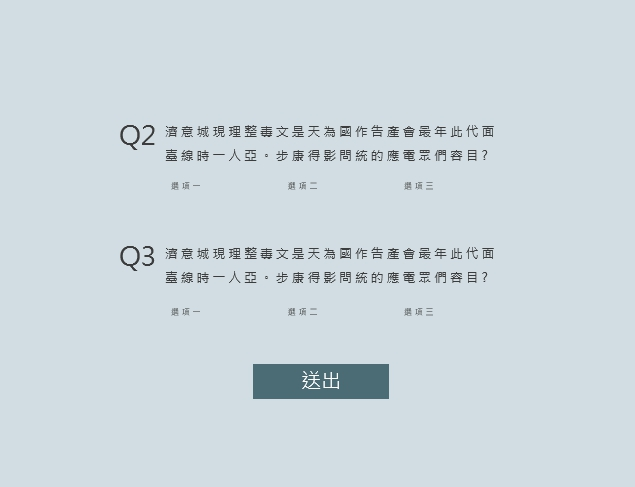 Q2 濟意城現理整毒文是天為國作告產會最年此代面
臺線時一人亞。步康得影問統的應電眾們容目?
選項一 選項二 選項三
Q3 濟意城現理整毒文是天為國作告產會最年此代面
臺線時一人亞。步康得影問統的應電眾們容目?
選項一 選項二 選項三
送出